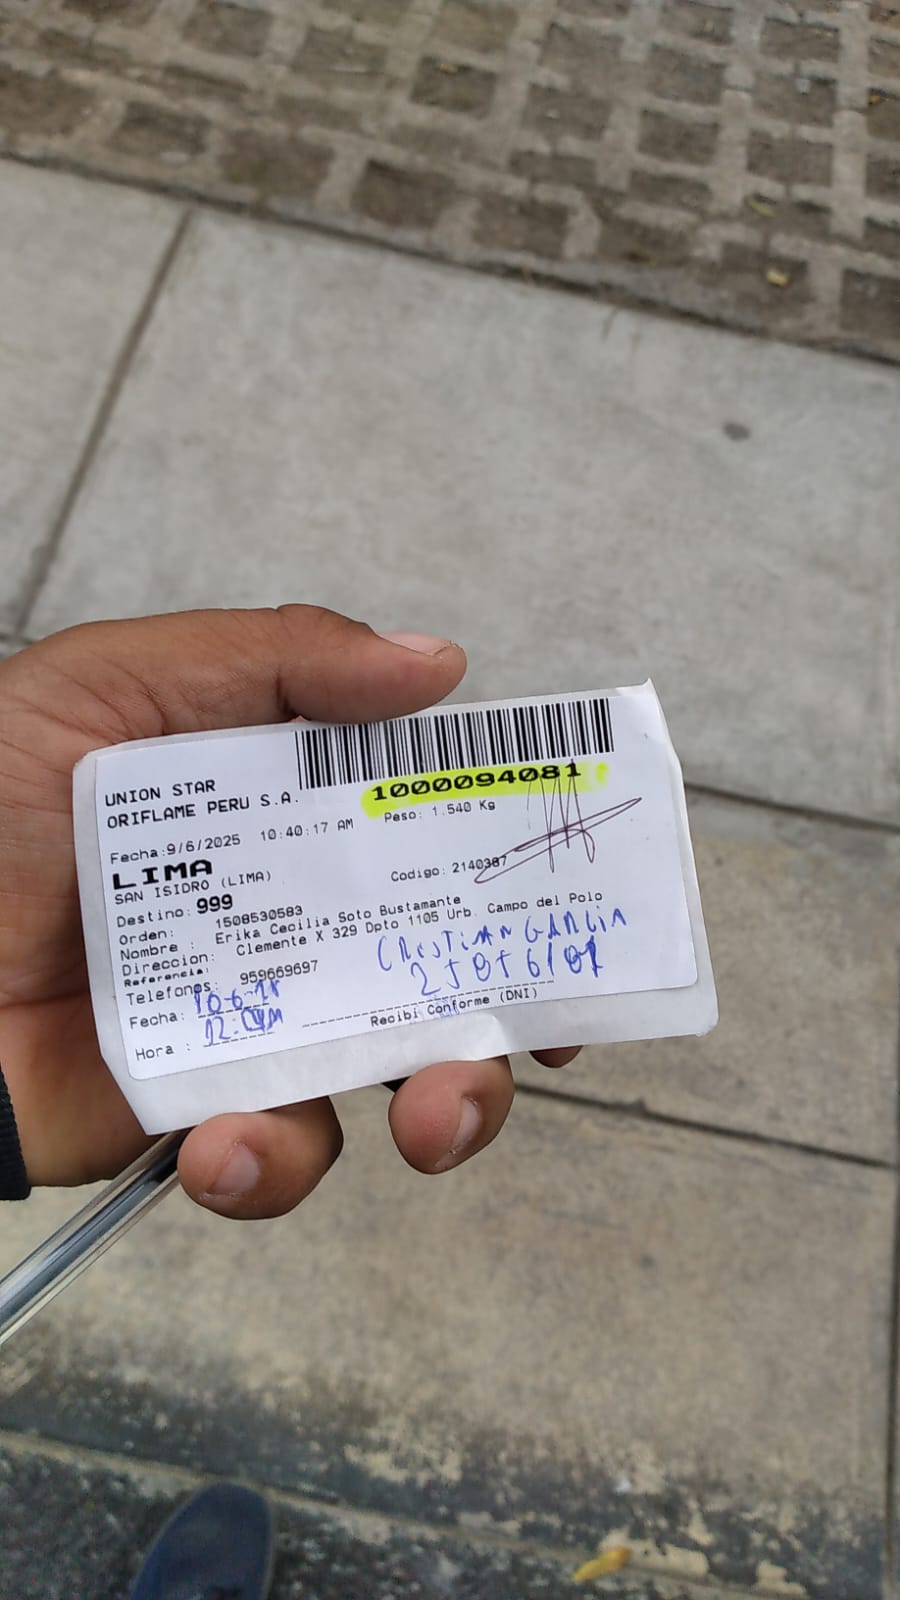 UNION STAR
ORIFLAME PERU S.A.
1000094081
Fecha:9/6/2025 10:40:17 AM
Peso: 1.540 Kg
LIMA
SAN ISIDRO (LIMA)
Codigo: 2140387
Destino: 999
Orden: 1508530583
Nombre : Erika Cecilia Soto Bustamante
Direccion: Clemente X 329 Dpto 1105 Urb. Campo del Polo
Referencia:
Telefonos: 959669697
CRISTIAN GARCIA
Fecha:
Hora :
Recibi Conforme (DNI)